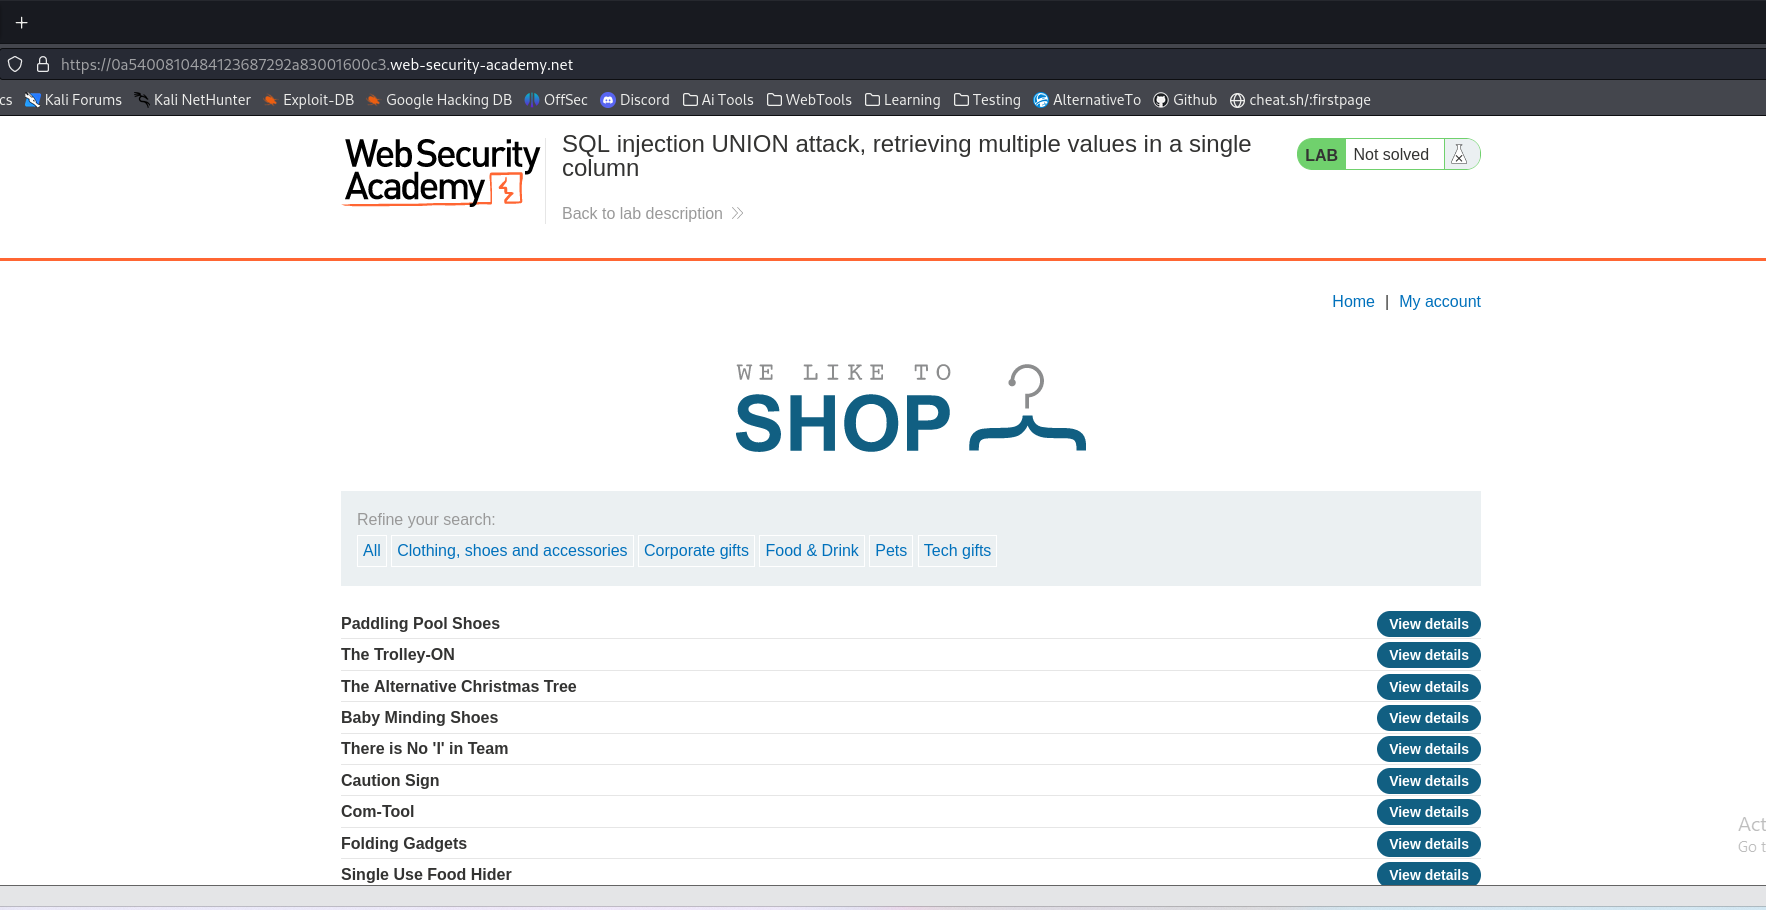 +
https://0a5400810484123687292a83001600c3.web-security-academy.net
cs Kali Forums Kali NetHunter Exploit-DB Google Hacking DB OffSec Discord Ai Tools WebTools Learning Testing AlternativeTo Github cheat.sh/:firstpage
Web Security
Academy
SQL injection UNION attack, retrieving multiple values in a single
column
Back to lab description
LAB Not solved
Home | My account
WE LIKE TO
SHOP
Refine your search:
All Clothing, shoes and accessories Corporate gifts Food & Drink Pets Tech gifts
Paddling Pool Shoes View details
The Trolley-ON View details
The Alternative Christmas Tree View details
Baby Minding Shoes View details
There is No 'I' in Team View details
Caution Sign View details
Com-Tool View details
Folding Gadgets View details
Single Use Food Hider View details
Act
Go t